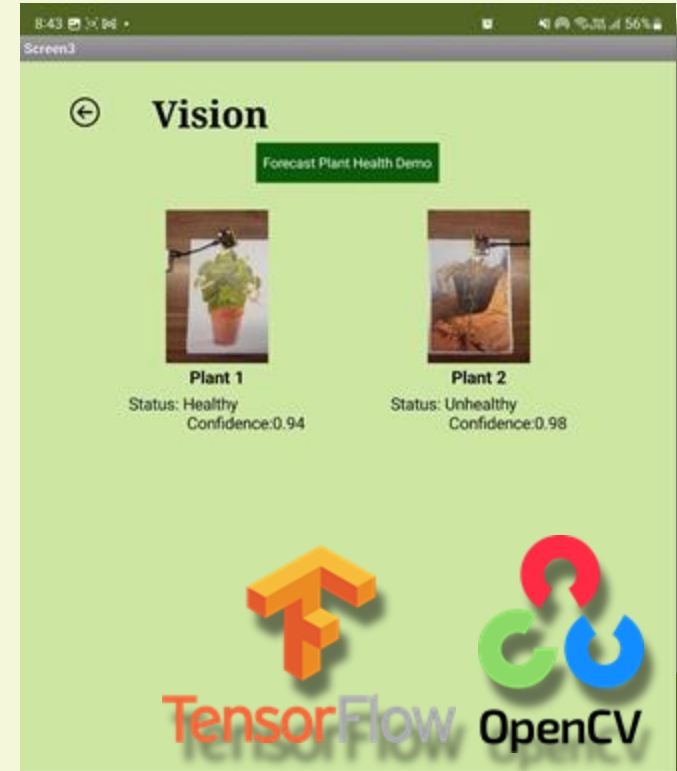 8:43
56%
Screen3
Vision
Forecast Plant Health Demo
Plant 1
Plant 2
Status: Healthy
Status: Unhealthy
Confidence:0.94
Confidence:0.98
TensorFlow
OpenCV